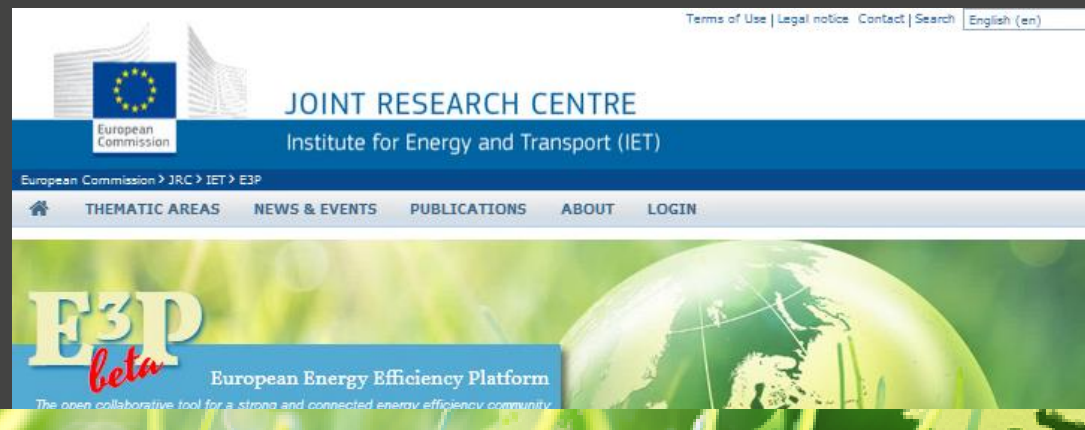 Terms of Use | Legal notice Contact | Search English (en)
JOINT RESEARCH CENTRE
European
Commission
Institute for Energy and Transport (IET)
European Commission > JRC > IET > E3P
THEMATIC AREAS NEWS & EVENTS PUBLICATIONS ABOUT LOGIN
E3P
beta
European Energy Efficiency Platform
The open collaborative tool for a strong and connected energy efficiency community